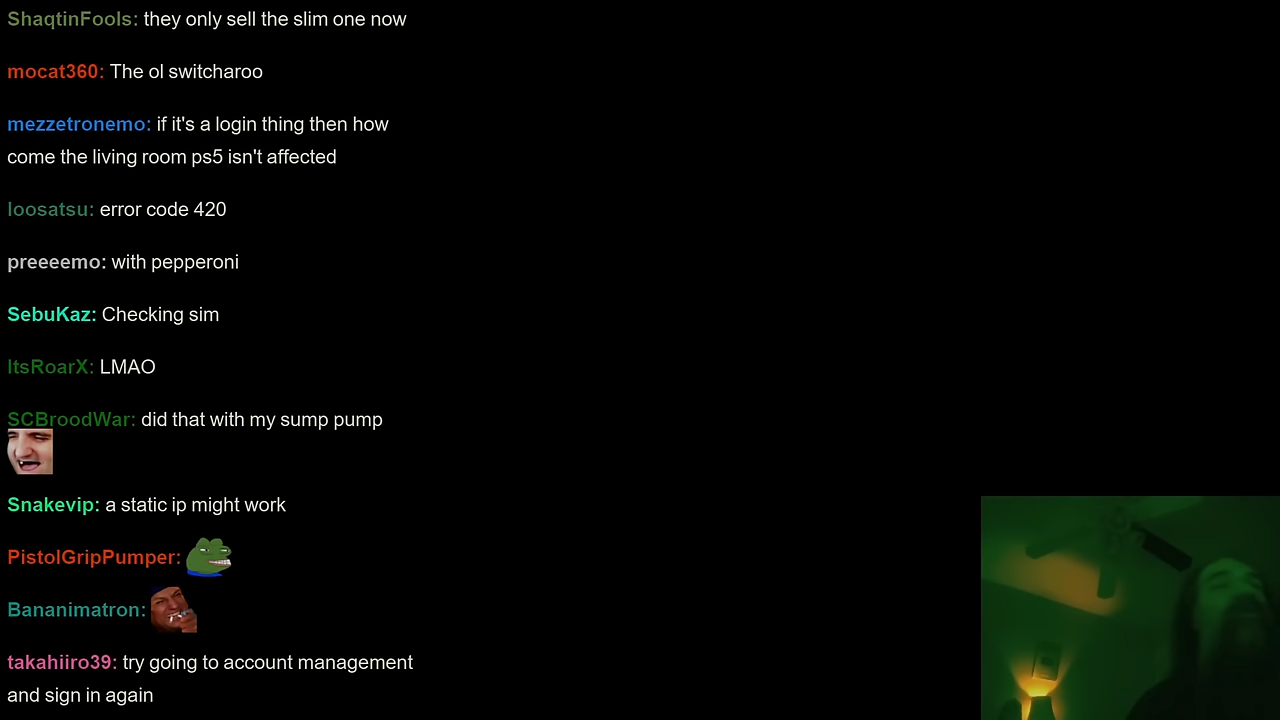 ShaqtinFools: they only sell the slim one now
mocat360: The ol switcharoo
mezzetronemo: if it's a login thing then how
come the living room ps5 isn't affected
loosatsu: error code 420
preeeemo: with pepperoni
SebuKaz: Checking sim
ItsRoarX: LMAO
SCBroodWar: did that with my sump pump
Snakevip: a static ip might work
PistolGripPumper:
Bananimatron:
takahiiro39: try going to account management
and sign in again